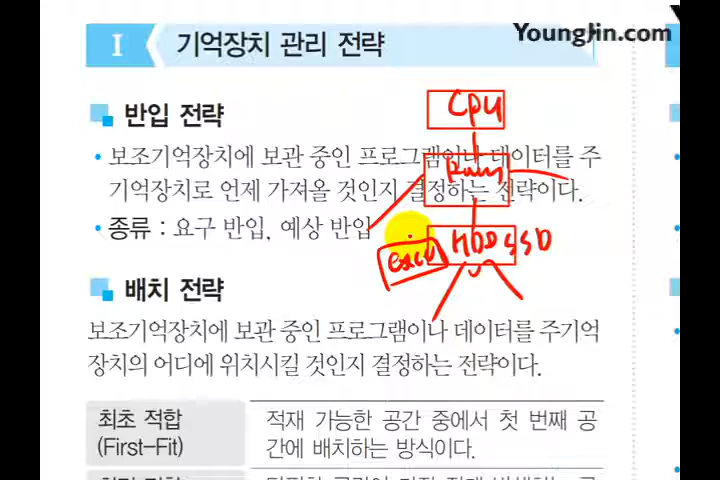 YoungJin.com
I 기억장치 관리 전략
반입 전략
• 보조기억장치에 보관 중인 프로그램이나 데이터를 주
기억장치로 언제 가져올 것인지 결정하는 전략이다.
• 종류 : 요구 반입, 예상 반입
CPU
Ram
HDD SSD
배치 전략
보조기억장치에 보관 중인 프로그램이나 데이터를 주기억
장치의 어디에 위치시킬 것인지 결정하는 전략이다.
최초 적합
(First-Fit)
적재 가능한 공간 중에서 첫 번째 공
간에 배치하는 방식이다.